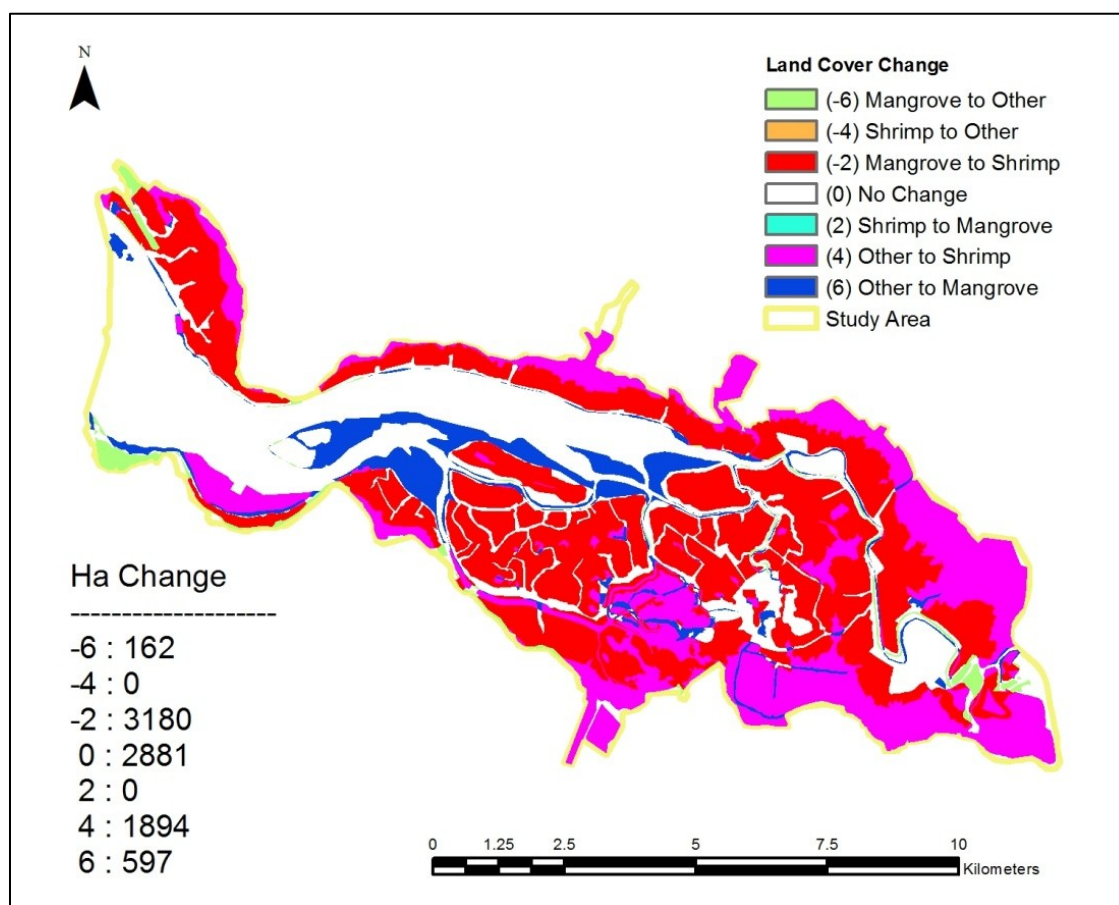 N
Land Cover Change
(-6) Mangrove to Other
(-4) Shrimp to Other
(-2) Mangrove to Shrimp
(0) No Change
(2) Shrimp to Mangrove
(4) Other to Shrimp
(6) Other to Mangrove
Study Area
Ha Change
---------------------
-6 : 162
-4 : 0
-2 : 3180
0 : 2881
2 : 0
4 : 1894
6 : 597
0 1.25 2.5 5 7.5 10
Kilometers